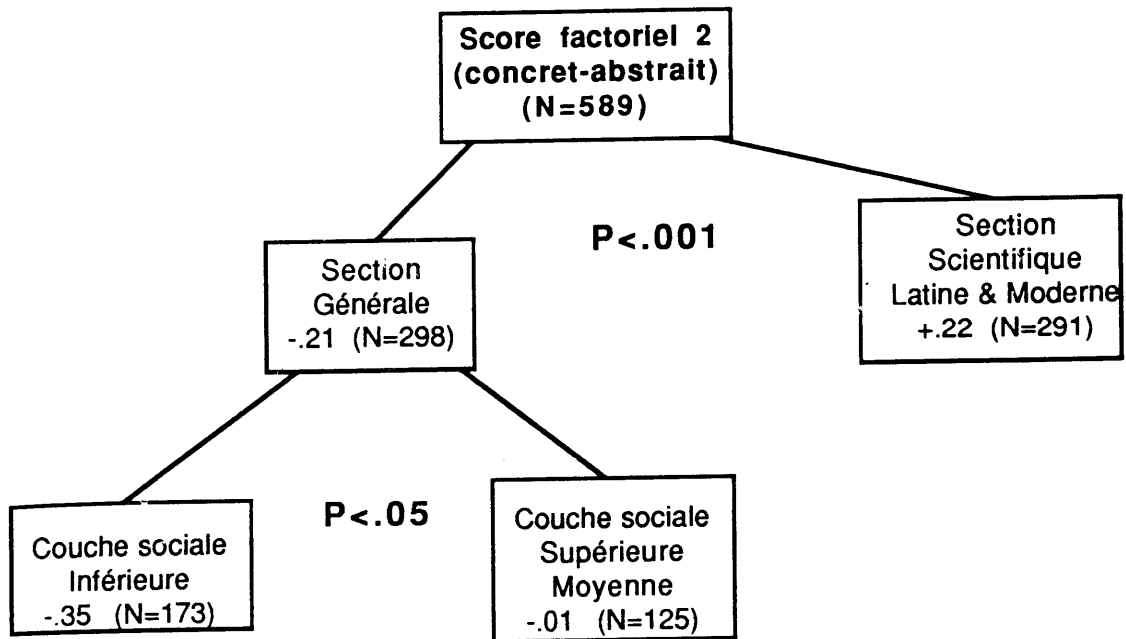 Score factoriel 2
(concret-abstrait)
(N=589)
P<.001
Section
Générale
-.21 (N=298)
Section
Scientifique
Latine & Moderne
+.22 (N=291)
P<.05
Couche sociale
Inférieure
-.35 (N=173)
Couche sociale
Supérieure
Moyenne
-.01 (N=125)